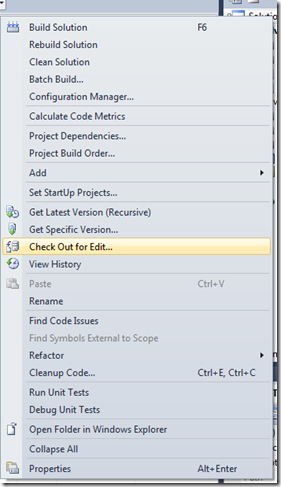 Build Solution F6
Rebuild Solution
Clean Solution
Batch Build...
Configuration Manager...
Calculate Code Metrics
Project Dependencies...
Project Build Order...
Add
Set StartUp Projects...
Get Latest Version (Recursive)
Get Specific Version...
Check Out for Edit...
View History
Paste Ctrl+V
Rename
Find Code Issues
Find Symbols External to Scope
Refactor
Cleanup Code... Ctrl+E, Ctrl+C
Run Unit Tests
Debug Unit Tests
Open Folder in Windows Explorer
Collapse All
Properties Alt+Enter